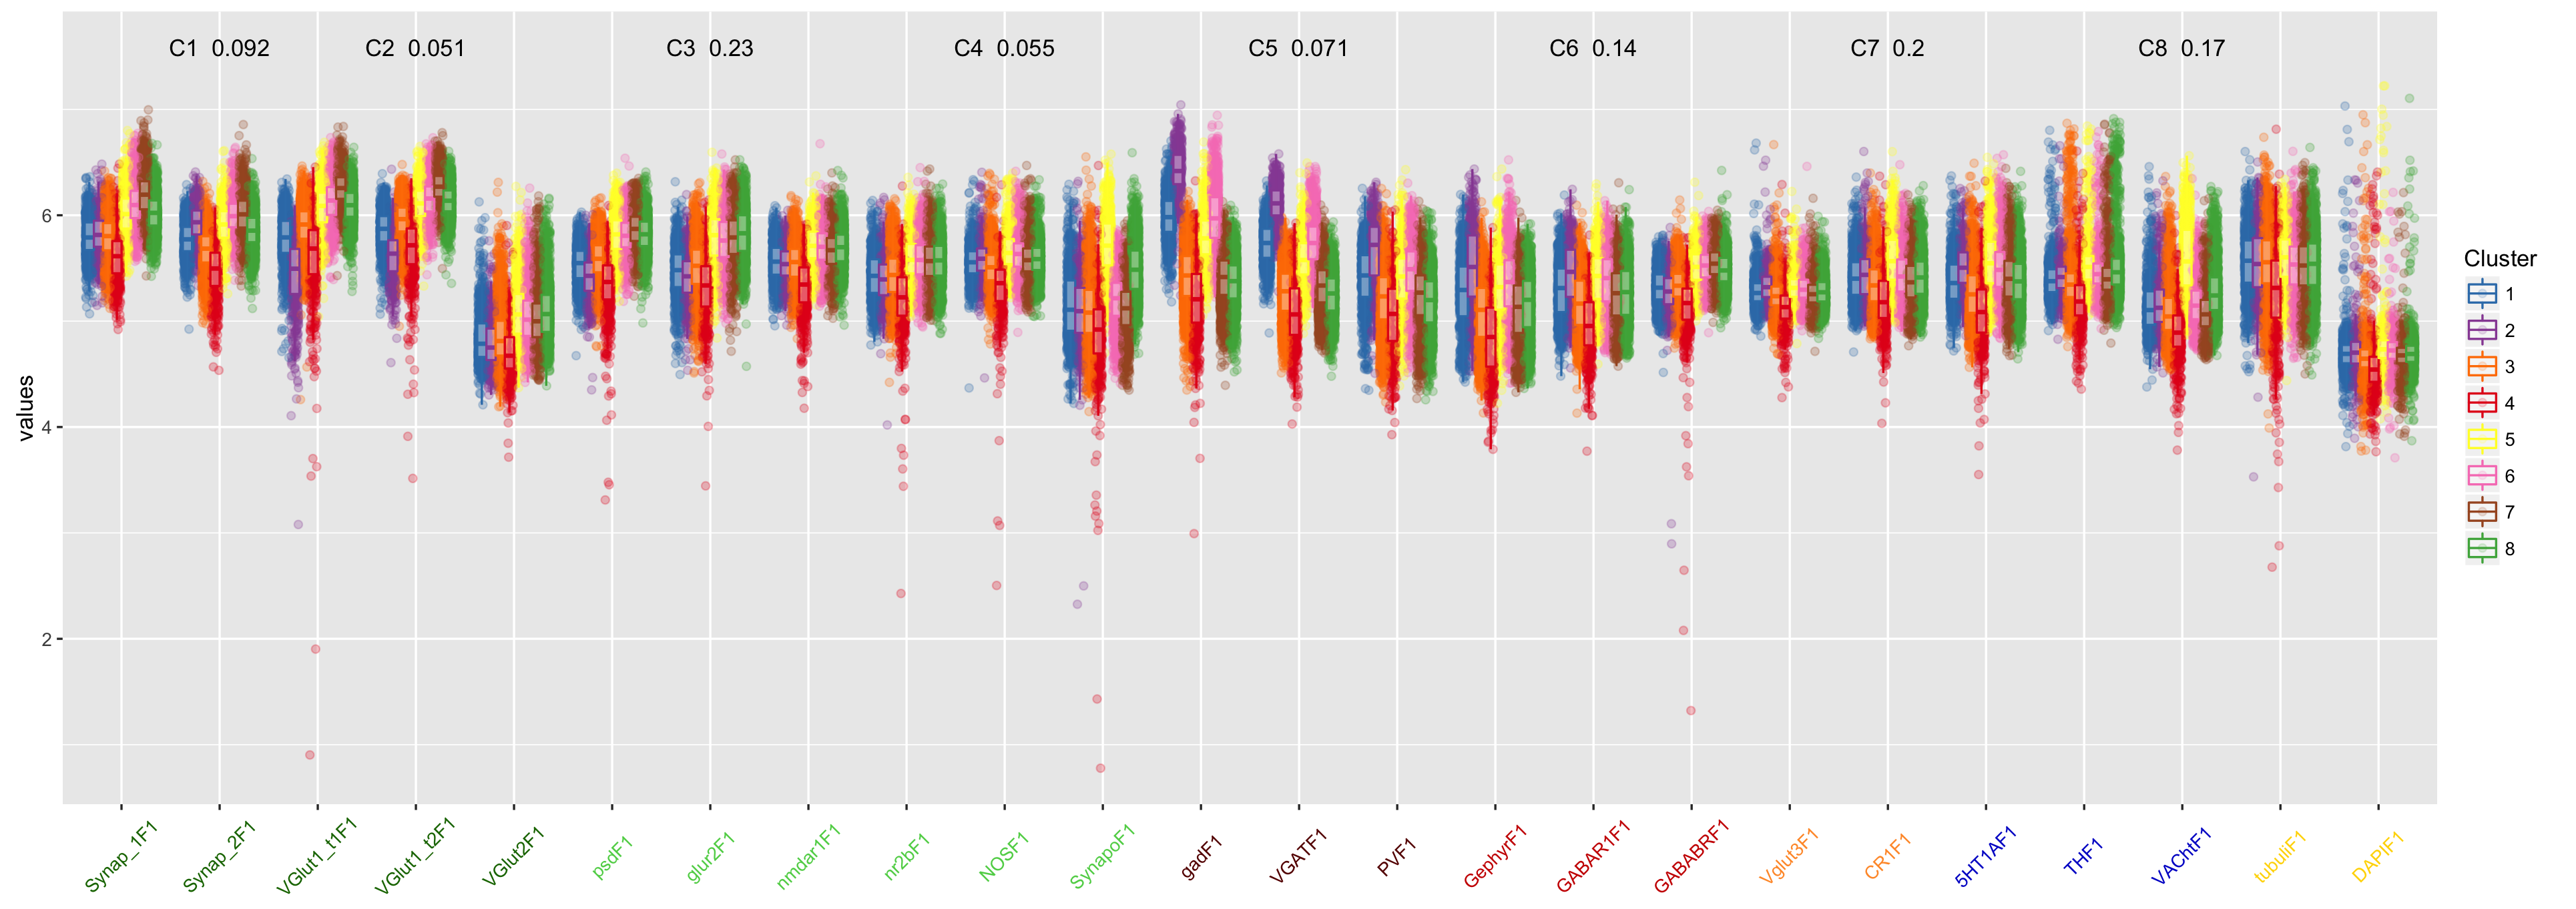 C1 0.092 C2 0.051 C3 0.23 C4 0.055 C5 0.071 C6 0.14 C7 0.2 C8 0.17
values
6
4
2
Synap_1F1 Synap_2F1 VGlut1_t1F1 VGlut1_t2F1 VGlut2F1 psdF1 glur2F1 nmdar1F1 nr2bF1 NOSF1 SynapoF1 gadF1 VGATF1 PVF1 GephyrF1 GABAR1F1 GABABRF1 Vglut3F1 CR1F1 5HT1AF1 THF1 VAChtF1 tubuliF1 DAPIF1
Cluster
1
2
3
4
5
6
7
8